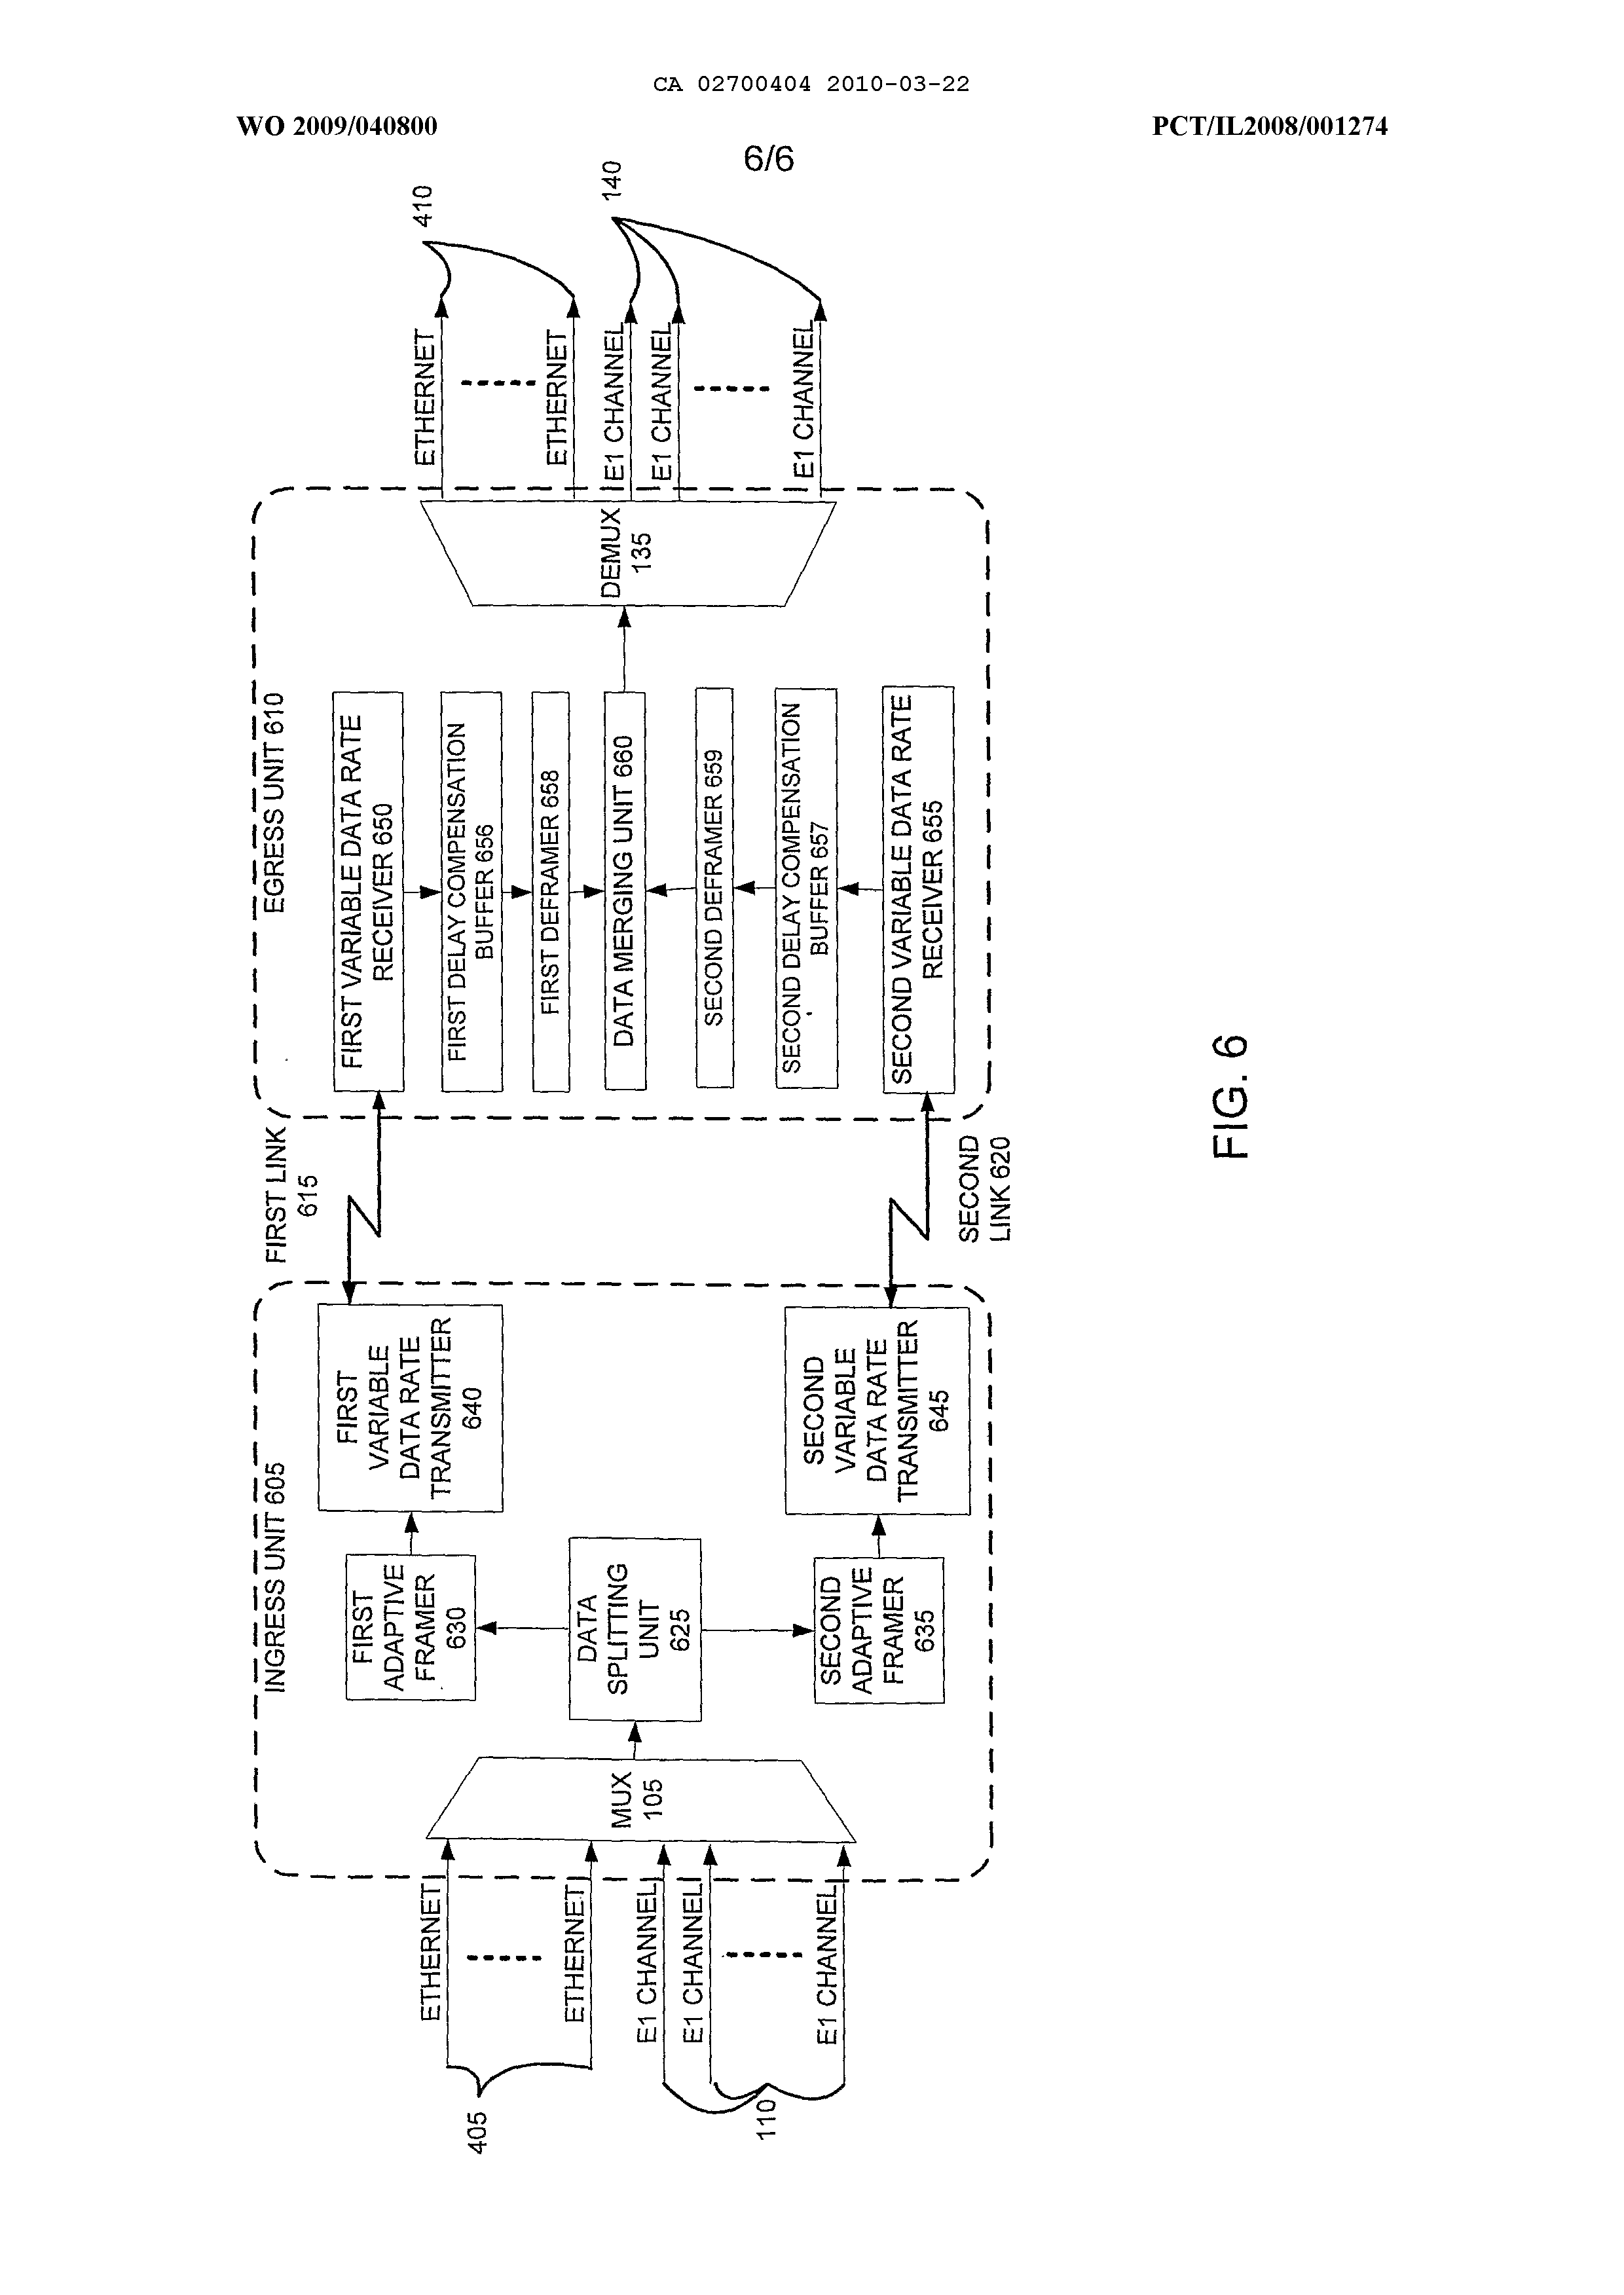 CA 02700404 2010-03-22
WO 2009/040800
PCT/IL2008/001274
6/6
INGRESS UNIT 605
405
ETHERNET
ETHERNET
110
E1 CHANNEL
E1 CHANNEL
E1 CHANNEL
MUX
105
DATA
SPLITTING
UNIT
625
FIRST
ADAPTIVE
FRAMER
630
SECOND
ADAPTIVE
FRAMER
635
FIRST
VARIABLE
DATA RATE
TRANSMITTER
640
SECOND
VARIABLE
DATA RATE
TRANSMITTER
645
FIRST LINK
615
SECOND
LINK 620
EGRESS UNIT 610
FIRST VARIABLE DATA RATE
RECEIVER 650
FIRST DELAY COMPENSATION
BUFFER 656
FIRST DEFRAMER 658
DATA MERGING UNIT 660
SECOND DEFRAMER 659
SECOND DELAY COMPENSATION
BUFFER 657
SECOND VARIABLE DATA RATE
RECEIVER 655
DEMUX
135
ETHERNET
ETHERNET
410
E1 CHANNEL
E1 CHANNEL
E1 CHANNEL
140
FIG. 6